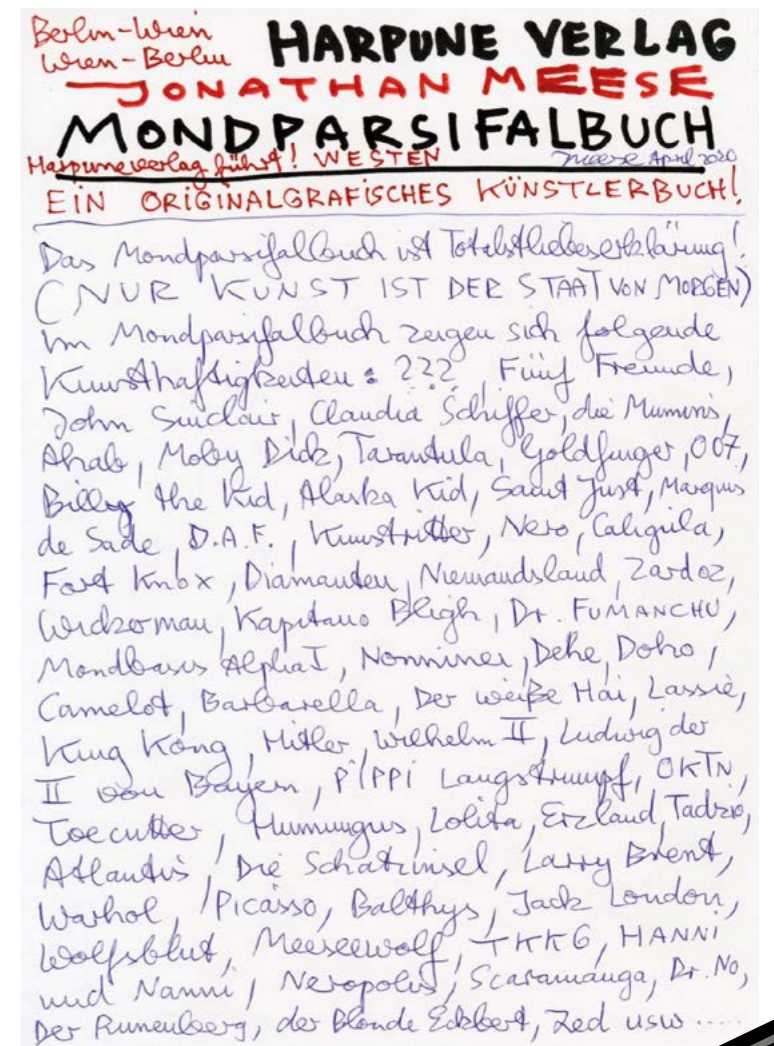 Berlin-Wien
Wien-Berlin
HARPUNE VERLAG
JONATHAN MEESE
MONDPARSIFALBUCH
Harpuneverlag führt! WESTEN
Meese April 2020
EIN ORIGINALGRAFISCHES KÜNSTLERBUCH!
Das Mondparsifalbuch ist Totalstliebeserklärung!
(NUR KUNST IST DER STAAT VON MORGEN)
Im Mondparsifalbuch zeigen sich folgende
Kunsthaftigkeiten: ???, Fünf Freunde,
John Sinclair, Claudia Schiffer, die Mumins,
Ahab, Moby Dick, Tarantula, Goldfinger, 007,
Billy the Kid, Alaska Kid, Saint Just, Marquis
de Sade, D.A.F., Kunstritter, Nero, Caligula,
Fort Knox, Diamanten, Niemandsland, Zardoz,
Wickerman, Kapitano Bligh, Dr. FUMANCHU,
Mondbasis Alpha I, Dehe, Doho,
Camelot, Barbarella, Der weiße Hai, Lassie,
King Kong, Hitler, Wilhelm II, Ludwig der
II von Bayern, PIPPI Langstrumpf, OKTN,
Toecutter, Humungus, Lolita, Erzland, Tadzio,
Atlantis, Die Schatzinsel, Larry Brent,
Warhol, Picasso, Balthys, Jack London,
Wolfsblut, Meeseewolf, TKKG, HANNI
und Nanni, Neropolis, Scaramanga, Dr. No,
Der Runenberg, der blonde Eckbert, Zed usw.....